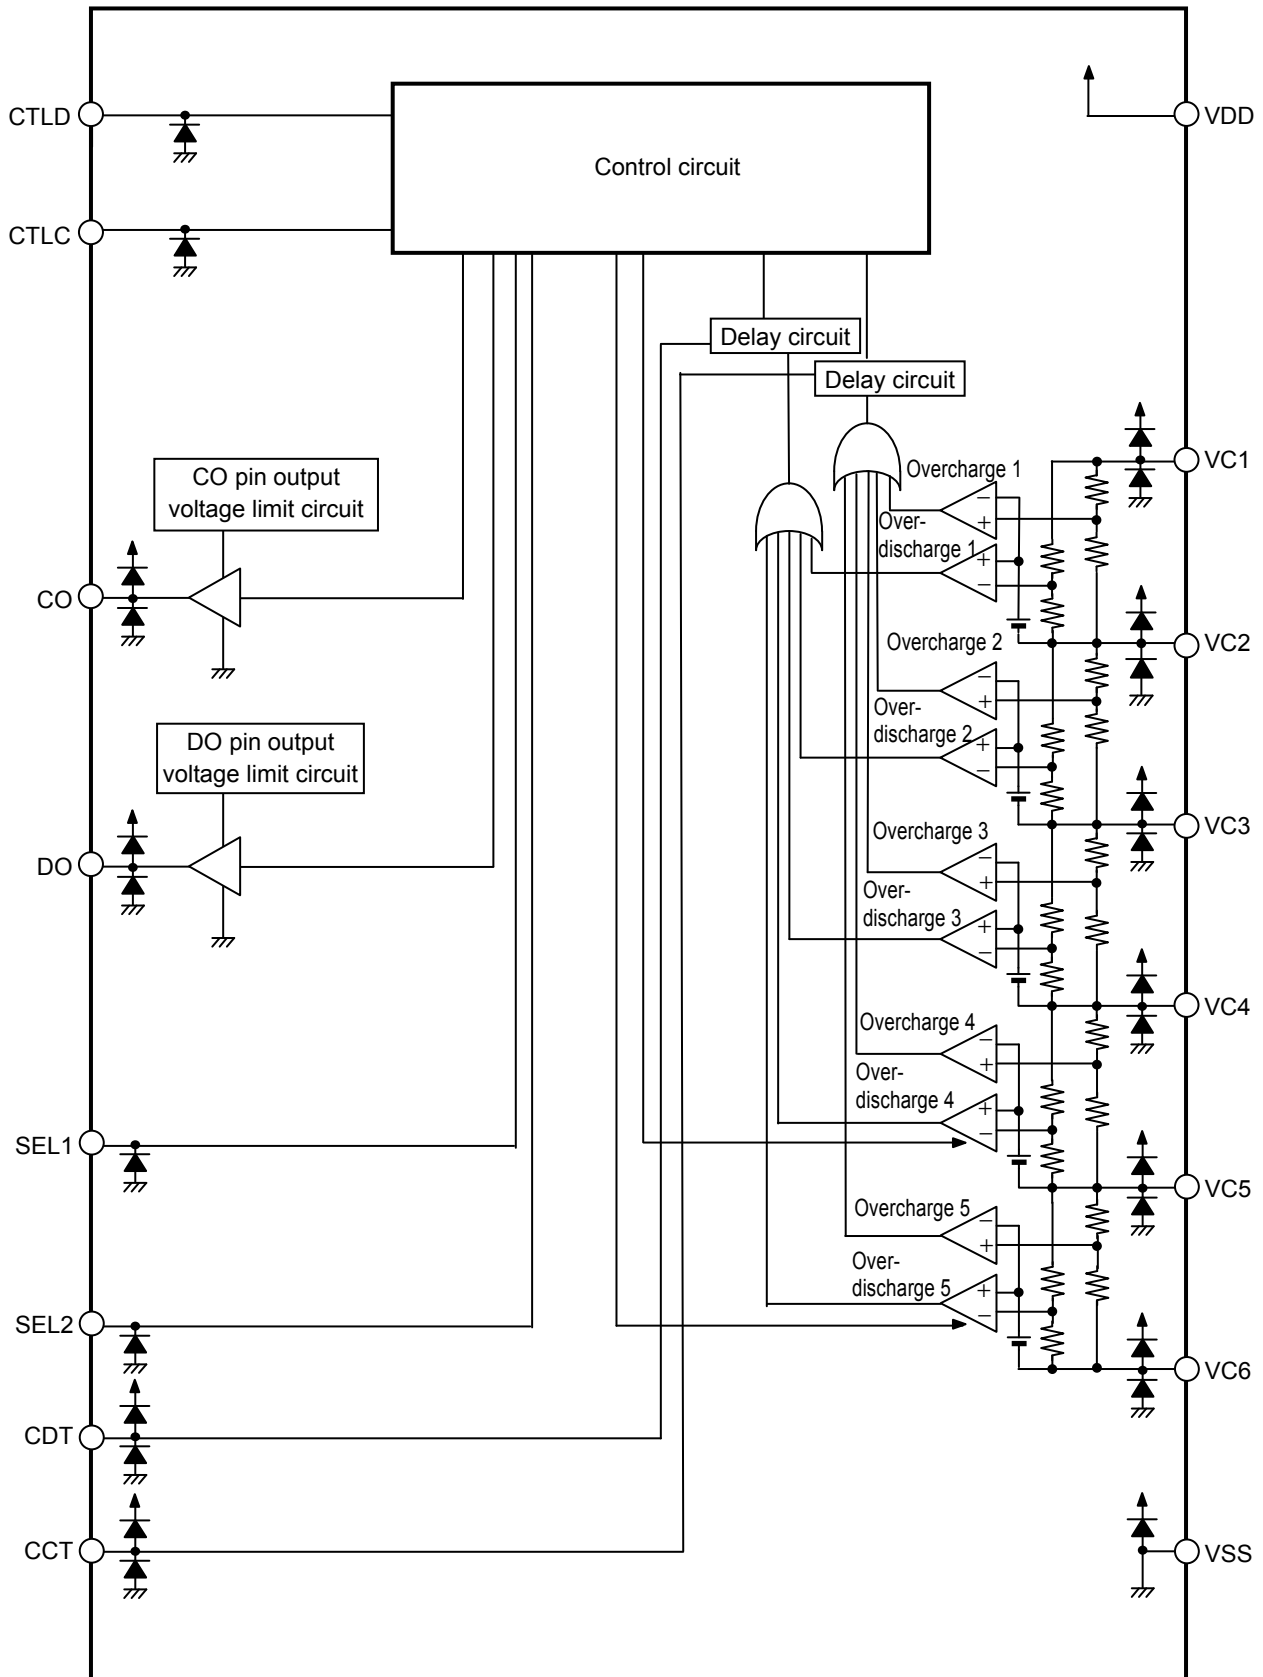 CTLD
Control circuit
VDD
CTLC
Delay circuit
Delay circuit
VC1
CO pin output
voltage limit circuit
Overcharge 1
−
+
Over-
discharge 1
+
−
CO
Overcharge 2
VC2
−
+
Over-
discharge 2
+
−
DO pin output
voltage limit circuit
Overcharge 3
VC3
−
+
DO
Over-
discharge 3
+
−
VC4
Overcharge 4
−
+
Over-
discharge 4
+
−
SEL1
VC5
Overcharge 5
−
+
Over-
discharge 5
+
−
SEL2
VC6
CDT
CCT
VSS